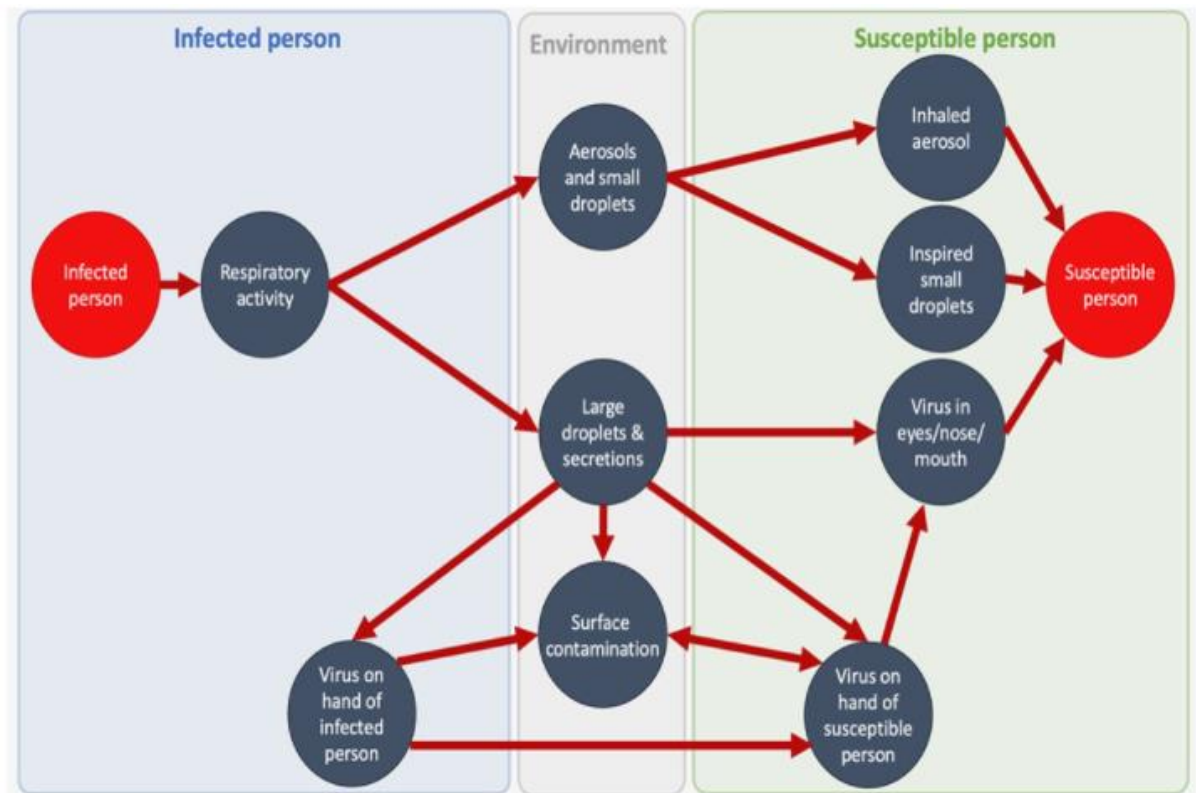 Infected person
Environment
Susceptible person
Infected
person
Respiratory
activity
Aerosols
and small
droplets
Inhaled
aerosol
Inspired
small
droplets
Susceptible
person
Large
droplets &
secretions
Virus in
eyes/nose/
mouth
Surface
contamination
Virus on
hand of
infected
person
Virus on
hand of
susceptible
person